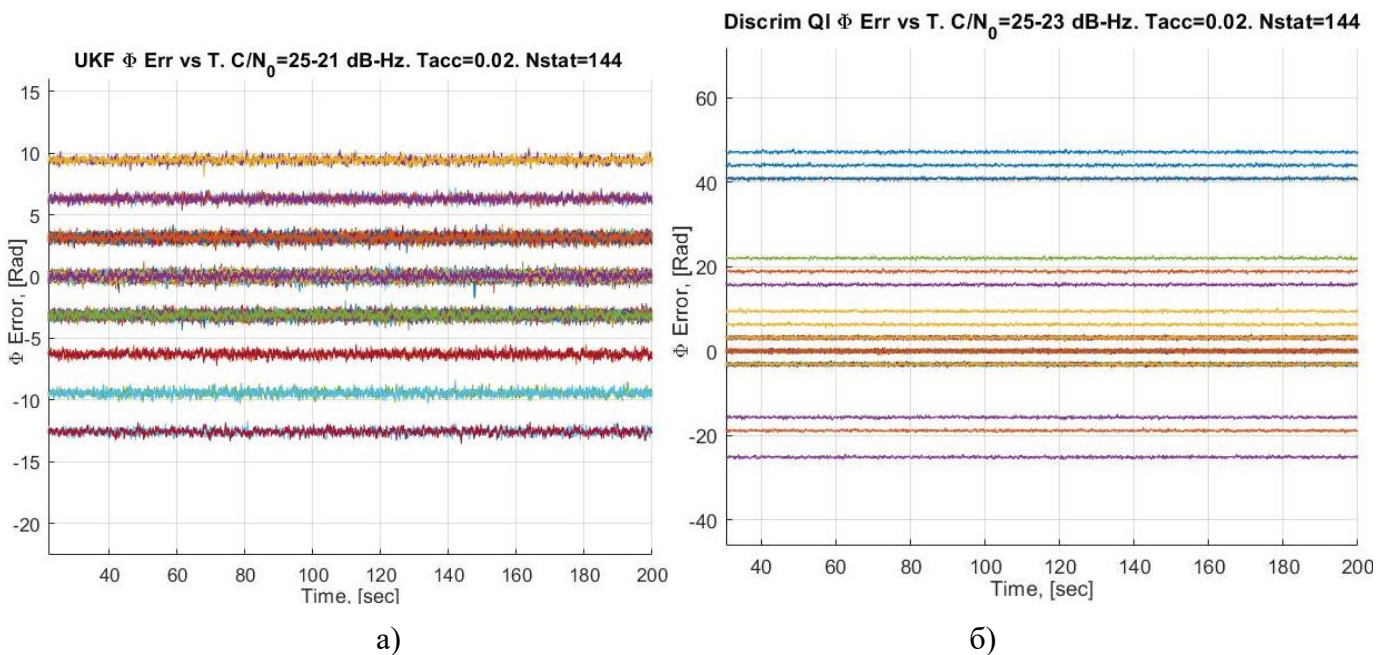 UKF Φ Err vs T. C/N0=25-21 dB-Hz. Tacc=0.02. Nstat=144
15
10
5
0
-5
-10
-15
-20
Φ Error, [Rad]
40 60 80 100 120 140 160 180 200
Time, [sec]
а)
Discrim QI Φ Err vs T. C/N0=25-23 dB-Hz. Tacc=0.02. Nstat=144
60
40
20
0
-20
-40
Φ Error, [Rad]
40 60 80 100 120 140 160 180 200
Time, [sec]
б)